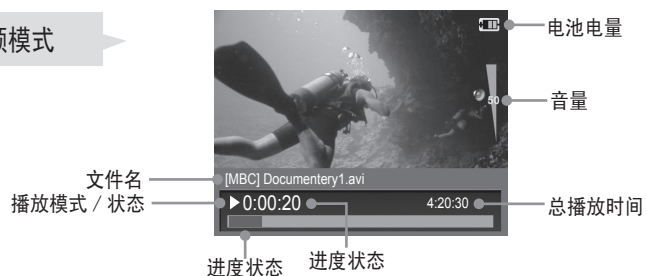 频模式
电池电量
50
音量
文件名
[MBC] Documentery1.avi
播放模式 / 状态
0:00:20
4:20:30
总播放时间
进度状态
进度状态